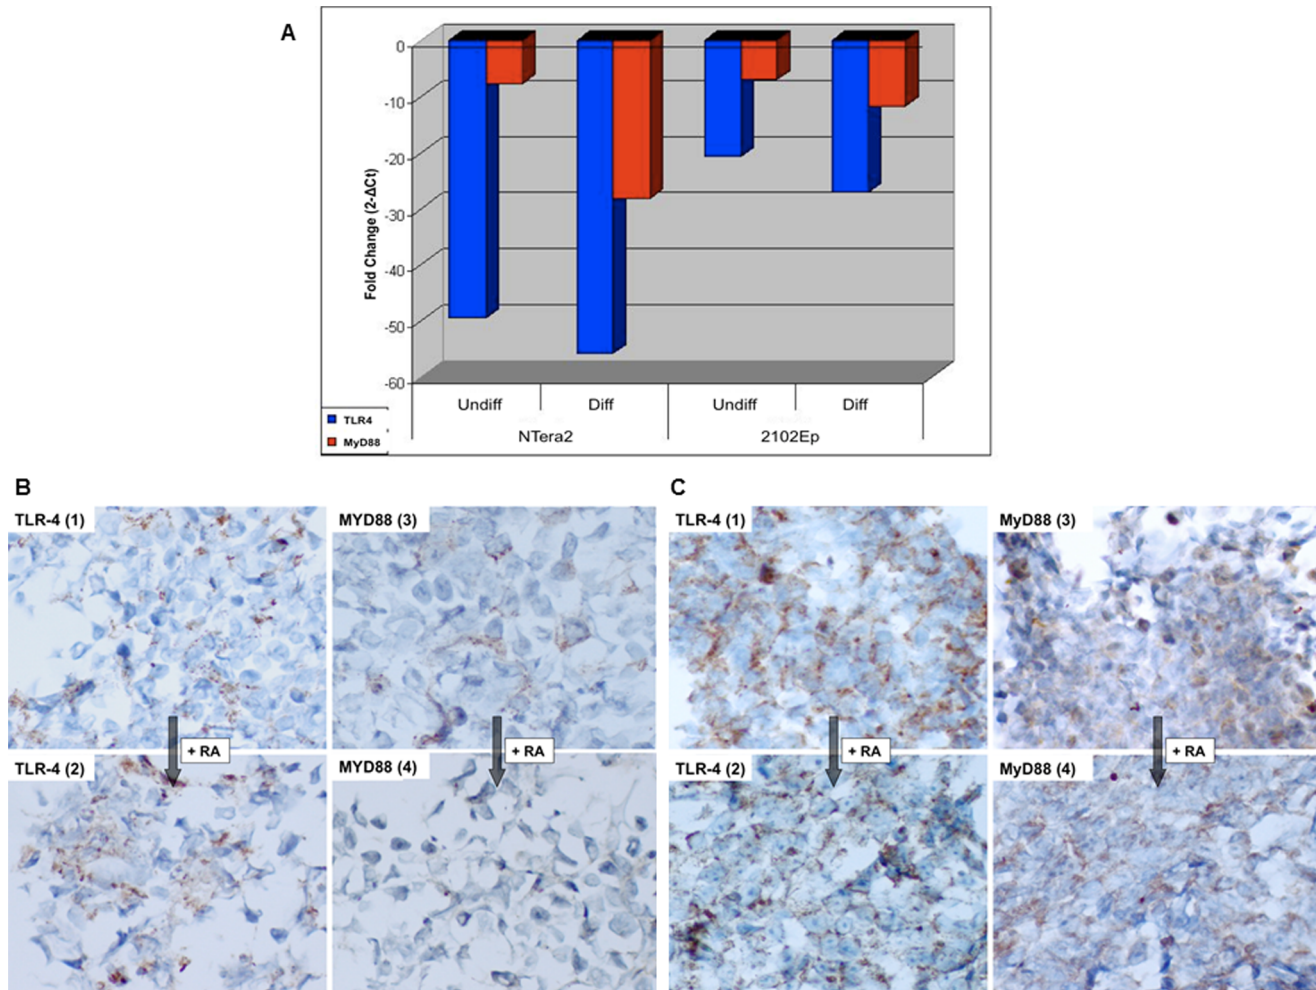 A
0
-10
-20
-30
-40
-50
-60
Fold Change (2-ΔCt)
Undiff
Diff
Undiff
Diff
NTera2
2102Ep
TLR4
MyD88
B
C
TLR-4 (1)
MYD88 (3)
TLR-4 (1)
MyD88 (3)
+ RA
+ RA
+ RA
+ RA
TLR-4 (2)
MYD88 (4)
TLR-4 (2)
MyD88 (4)